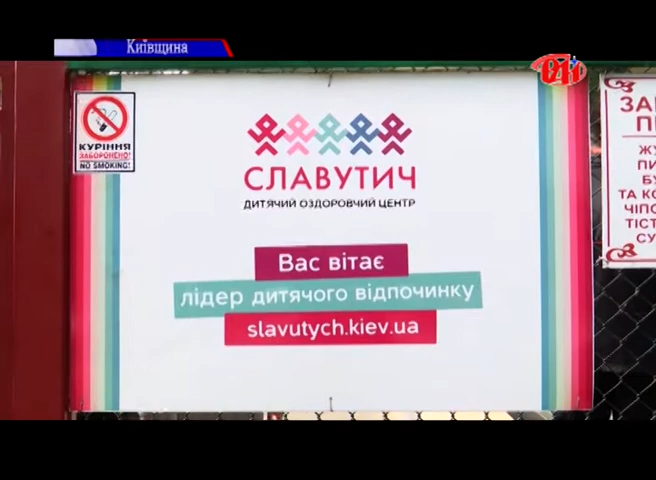 Київщина
КУРІННЯ
ЗАБОРОНЕНО!
NO SMOKING!
СЛАВУТИЧ
ДИТЯЧИЙ ОЗДОРОВЧИЙ ЦЕНТР
Вас вітає
лідер дитячого відпочинку
slavutych.kiev.ua